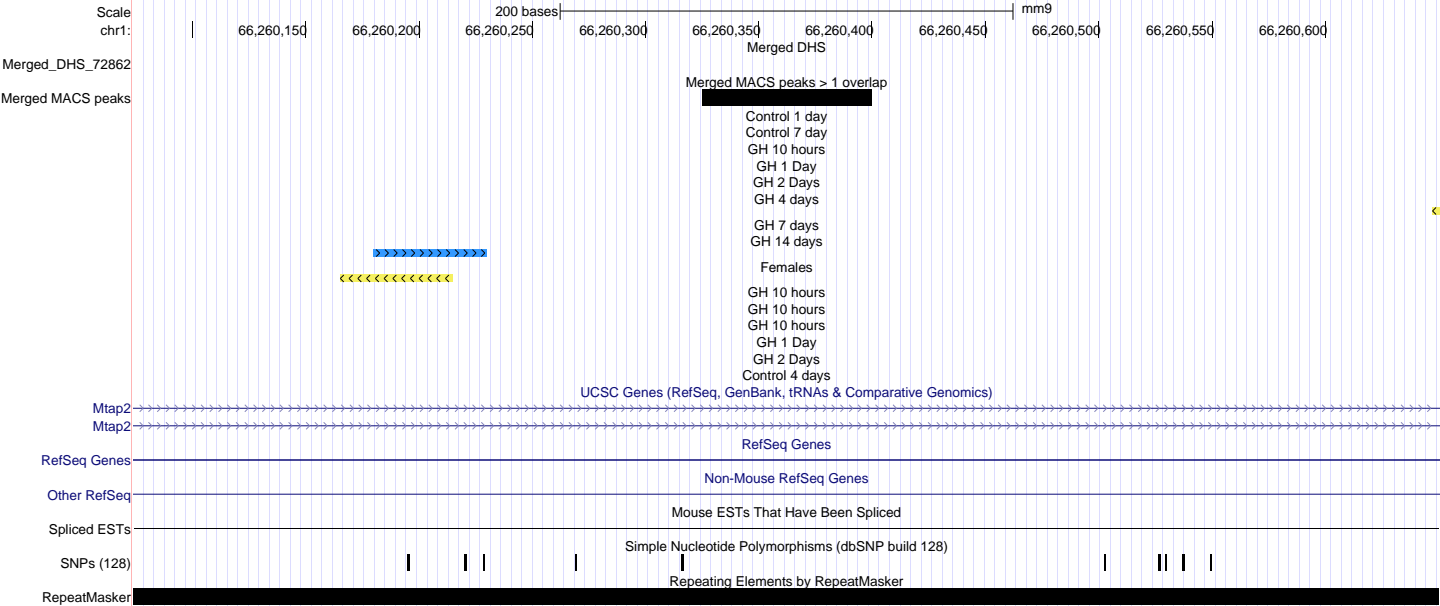 Scale 200 bases mm9
chr1: 66,260,150 66,260,200 66,260,250 66,260,300 66,260,350 66,260,400 66,260,450 66,260,500 66,260,550 66,260,600
Merged DHS
Merged_DHS_72862
Merged MACS peaks > 1 overlap
Merged MACS peaks
Control 1 day
Control 7 day
GH 10 hours
GH 1 Day
GH 2 Days
GH 4 days
GH 7 days
GH 14 days
Females
GH 10 hours
GH 10 hours
GH 10 hours
GH 1 Day
GH 2 Days
Control 4 days
UCSC Genes (RefSeq, GenBank, tRNAs & Comparative Genomics)
Mtap2
Mtap2
RefSeq Genes
RefSeq Genes
Non-Mouse RefSeq Genes
Other RefSeq
Mouse ESTs That Have Been Spliced
Spliced ESTs
Simple Nucleotide Polymorphisms (dbSNP build 128)
SNPs (128)
Repeating Elements by RepeatMasker
RepeatMasker